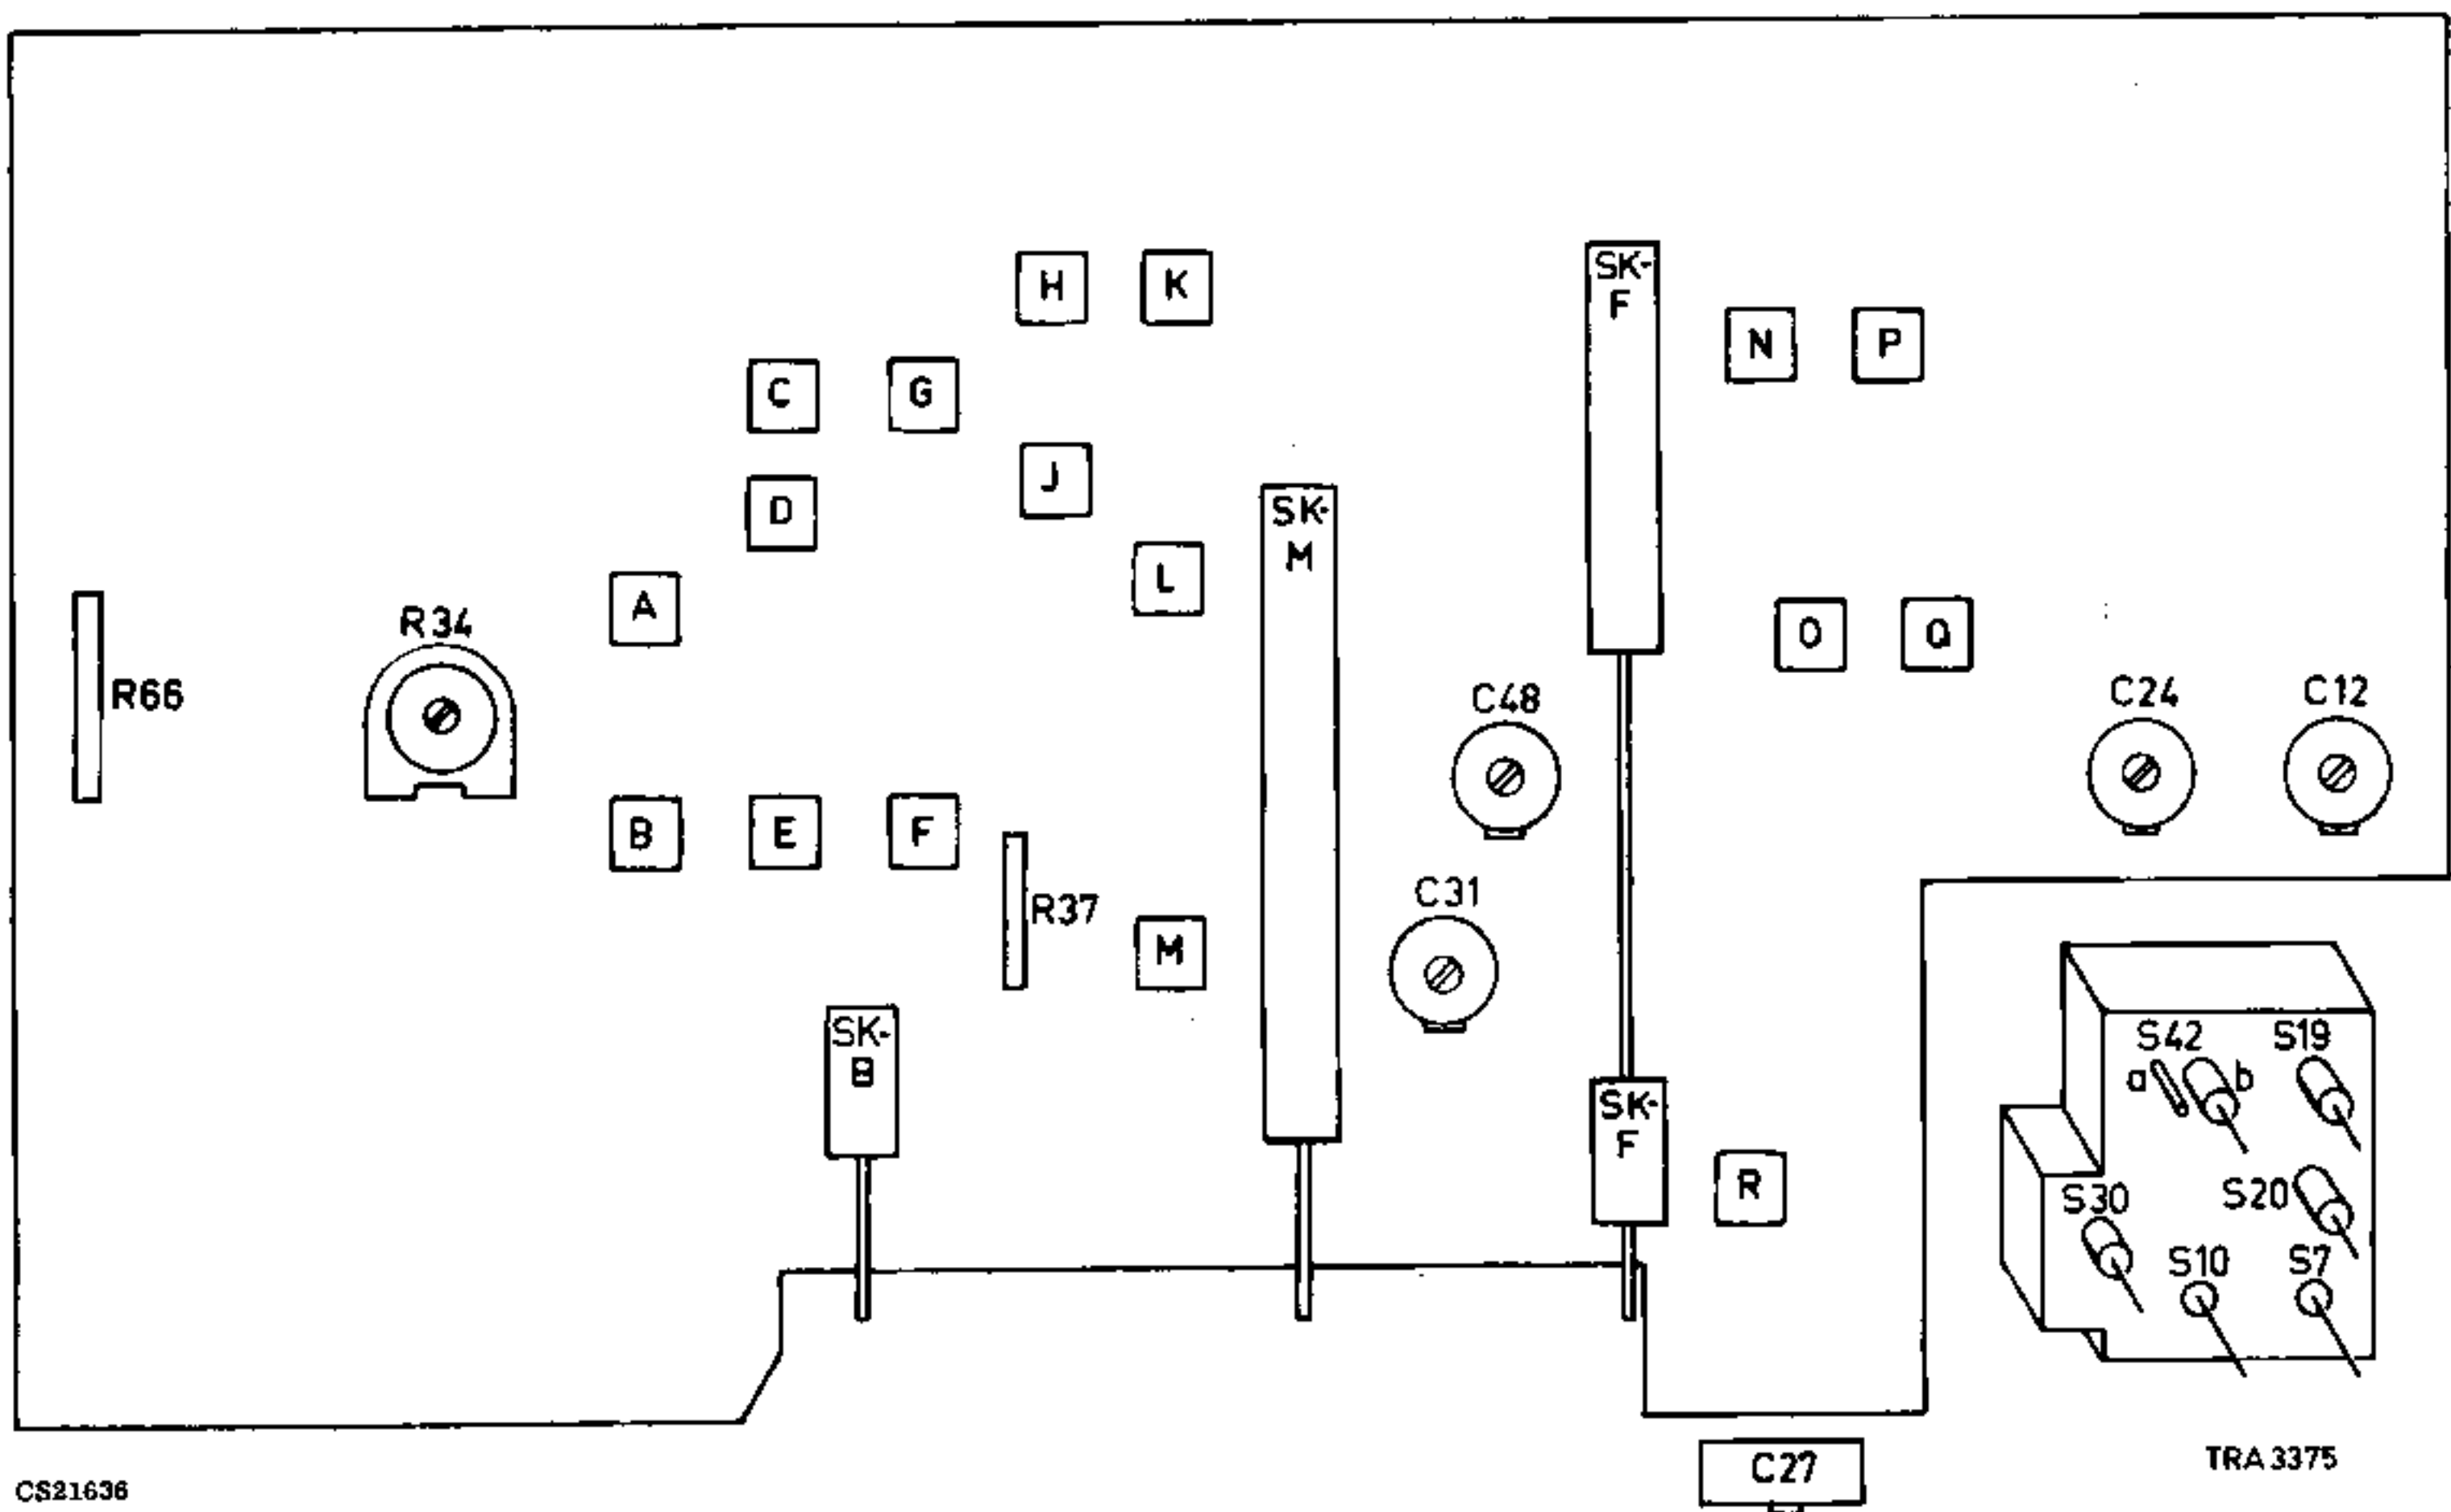 H
K
SK-
F
N
P
C
G
J
D
SK-
M
L
A
R34
O
Q
R66
C48
C24
C12
B
E
F
R37
C31
M
SK-
B
S42
S19
a
b
SK-
F
R
S30
S20
S10
S7
C27
TRA 3375
CS21636